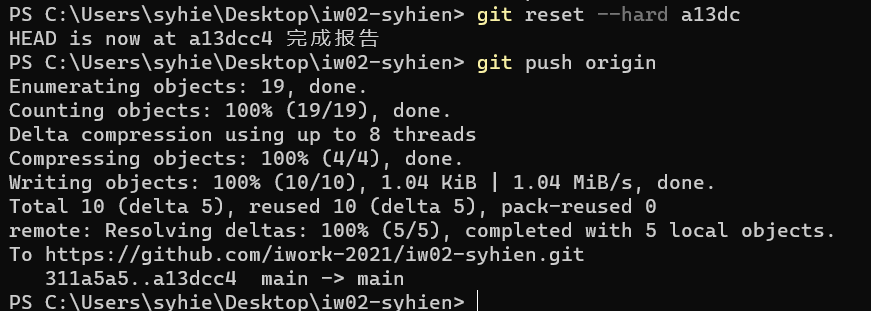 PS C:\Users\syhie\Desktop\iw02-syhien> git reset --hard a13dc
HEAD is now at a13dcc4 完成报告
PS C:\Users\syhie\Desktop\iw02-syhien> git push origin
Enumerating objects: 19, done.
Counting objects: 100% (19/19), done.
Delta compression using up to 8 threads
Compressing objects: 100% (4/4), done.
Writing objects: 100% (10/10), 1.04 KiB | 1.04 MiB/s, done.
Total 10 (delta 5), reused 10 (delta 5), pack-reused 0
remote: Resolving deltas: 100% (5/5), completed with 5 local objects.
To https://github.com/iwork-2021/iw02-syhien.git
   311a5a5..a13dcc4  main -> main
PS C:\Users\syhie\Desktop\iw02-syhien>